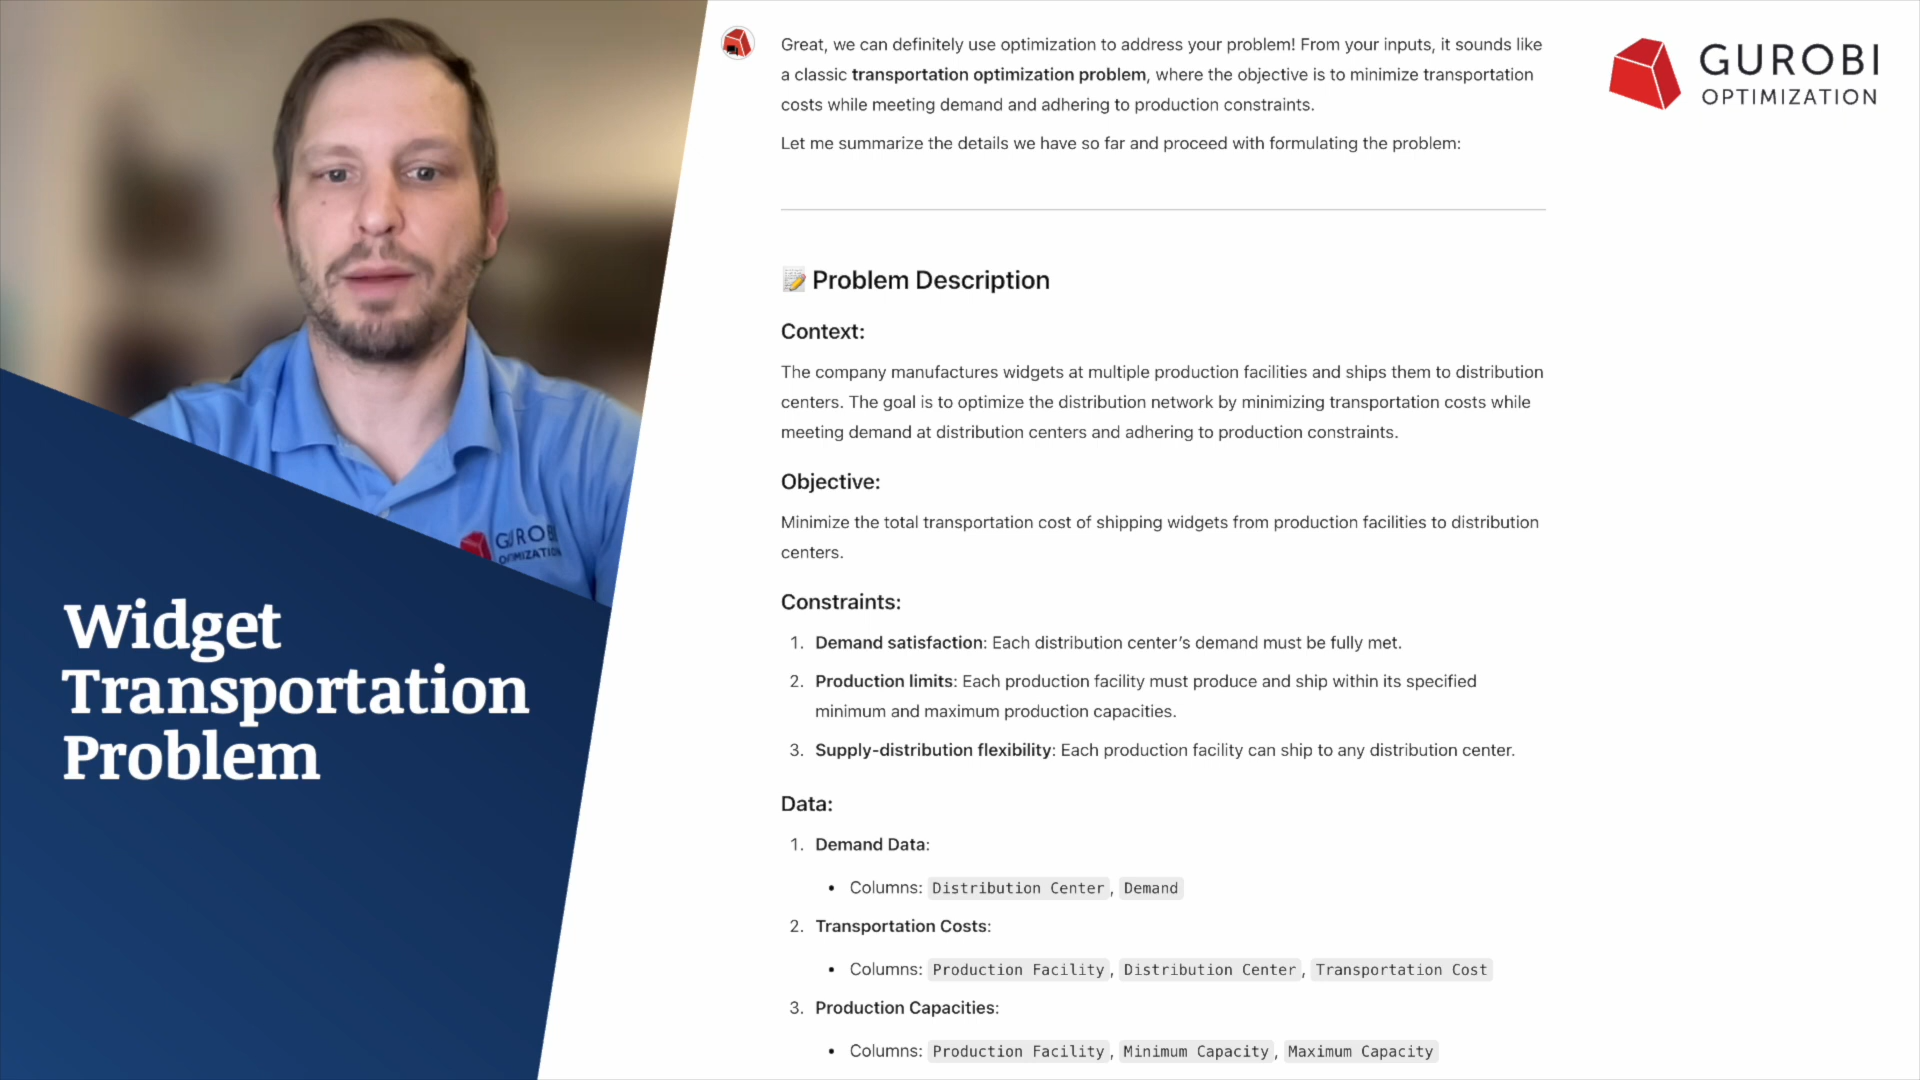 Great, we can definitely use optimization to address your problem! From your inputs, it sounds like
a classic transportation optimization problem, where the objective is to minimize transportation
costs while meeting demand and adhering to production constraints.
Let me summarize the details we have so far and proceed with formulating the problem:
GUROBI
OPTIMIZATION
📝 Problem Description
Context:
The company manufactures widgets at multiple production facilities and ships them to distribution
centers. The goal is to optimize the distribution network by minimizing transportation costs while
meeting demand at distribution centers and adhering to production constraints.
Objective:
Minimize the total transportation cost of shipping widgets from production facilities to distribution
centers.
Constraints:
1. Demand satisfaction: Each distribution center’s demand must be fully met.
2. Production limits: Each production facility must produce and ship within its specified
minimum and maximum production capacities.
3. Supply-distribution flexibility: Each production facility can ship to any distribution center.
Data:
1. Demand Data:
• Columns: Distribution Center, Demand
2. Transportation Costs:
• Columns: Production Facility, Distribution Center, Transportation Cost
3. Production Capacities:
• Columns: Production Facility, Minimum Capacity, Maximum Capacity
GUROBI
OPTIMIZATION
Widget
Transportation
Problem